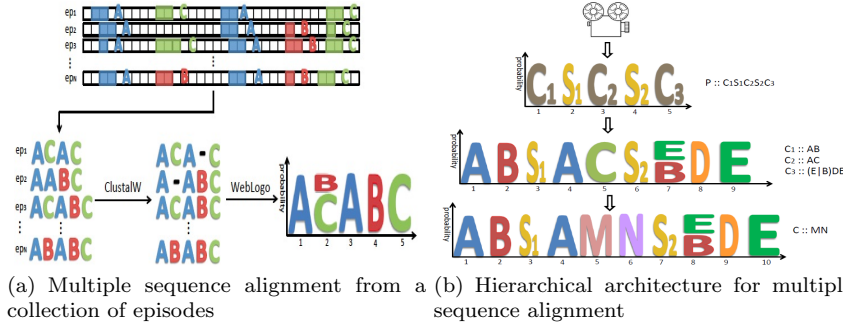 ep1 A C A C
ep2 A A B C
ep3 A C A B C
epN A B A B C
ep1 ACAC
ep2 AABC
ep3 ACABC
epN ABABC
ClustalW
ACA-C
A-ABC
ACABC
ABABC
WebLogo
probability
A B C A B C
1 2 3 4 5
(a) Multiple sequence alignment from a
collection of episodes
probability
C1 S1 C2 S2 C3
1 2 3 4 5
P :: C1S1C2S2C3
probability
A B S1 A C S2 E B D E
1 2 3 4 5 6 7 8 9
C1 :: AB
C2 :: AC
C3 :: (E|B)DE
probability
A B S1 A M N S2 E B D E
1 2 3 4 5 6 7 8 9 10
C :: MN
(b) Hierarchical architecture for multipl
sequence alignment